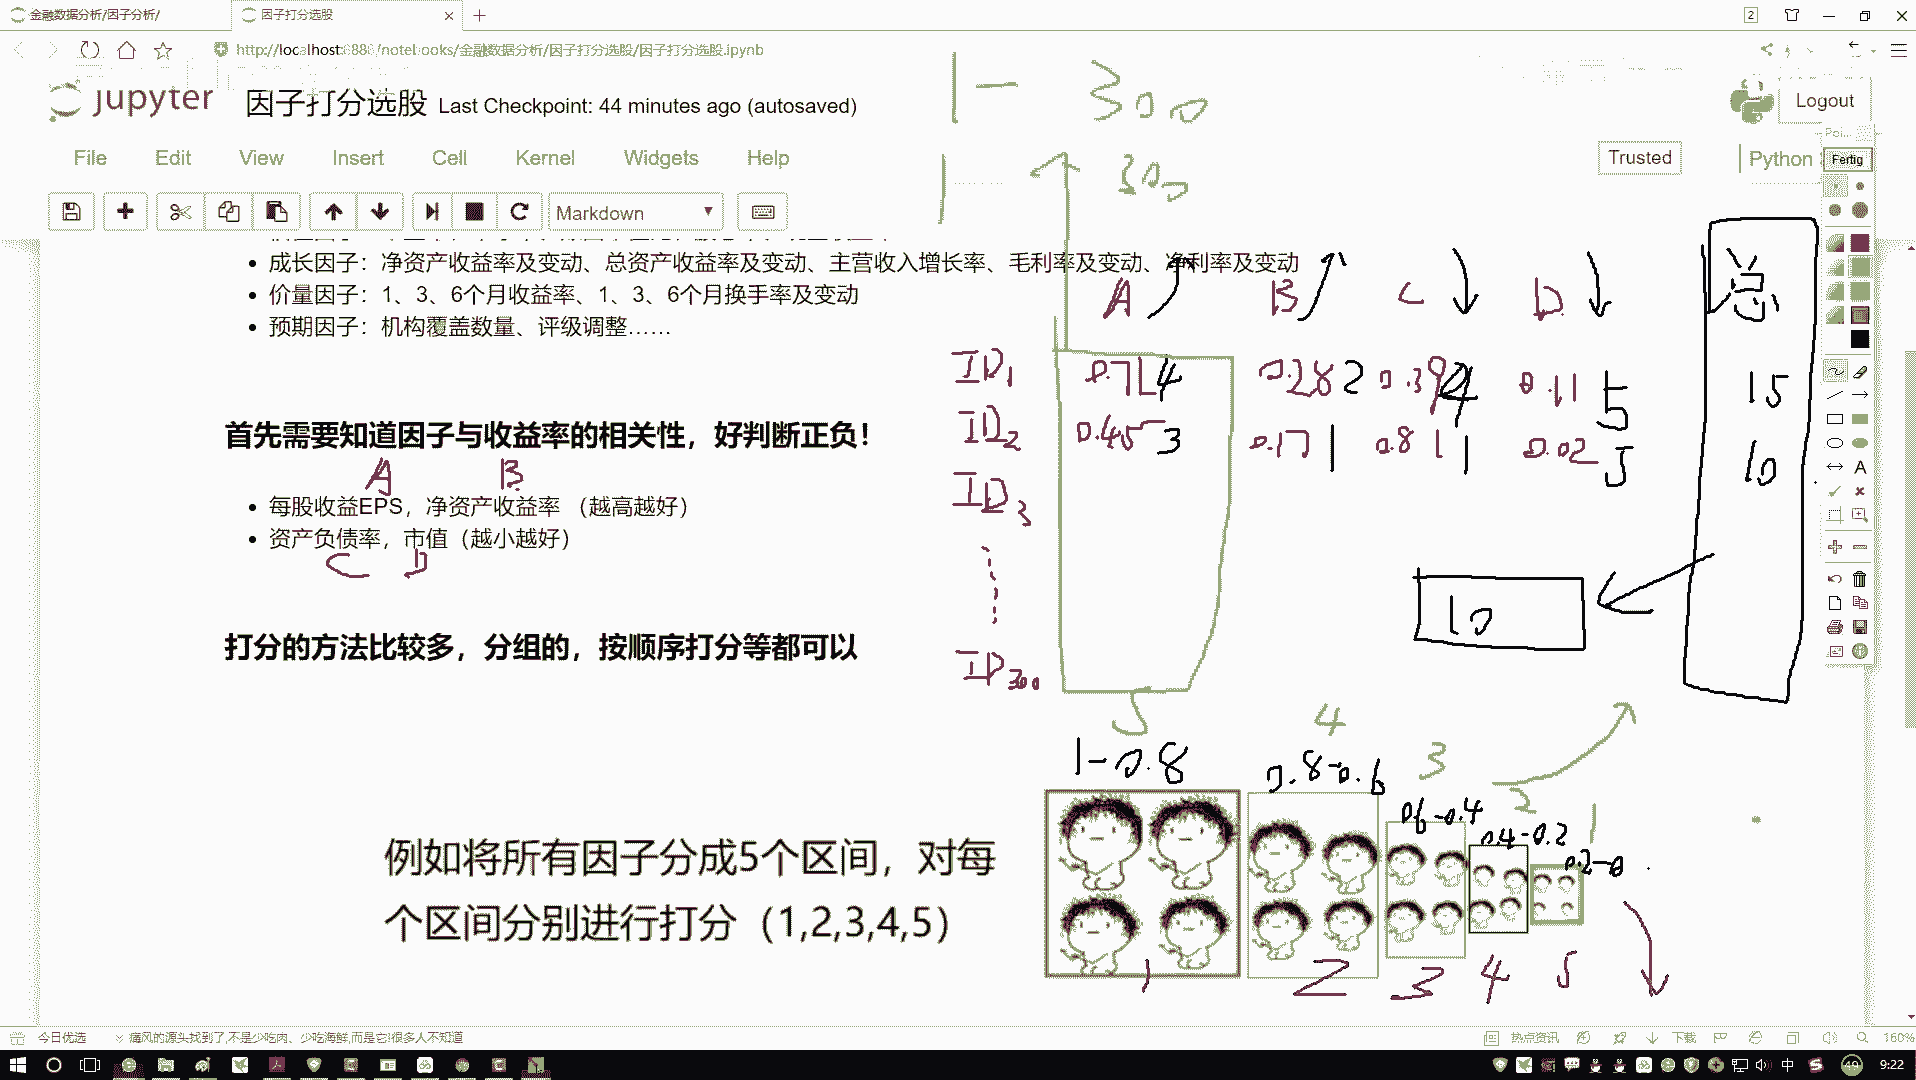 金融数据分析/因子分析/
因子打分选股
2
http://localhost:8888/notebooks/金融数据分析/因子打分选股/因子打分选股.ipynb
jupyter 因子打分选股 Last Checkpoint: 44 minutes ago (autosaved)
Logout
1- 300
1 300
File Edit View Insert Cell Kernel Widgets Help
Trusted
Python
Fertig
Markdown
成长因子：净资产收益率及变动、总资产收益率及变动、主营收入增长率、毛利率及变动、净利率及变动
价量因子：1、3、6个月收益率、1、3、6个月换手率及变动
预期因子：机构覆盖数量、评级调整……
A B C D 总
ID1 0.71 4 0.28 2 0.39 4 0.11 5 15
ID2 0.45 3 0.17 1 0.8 1 1 0.02 5 10
ID3
ID300
首先需要知道因子与收益率的相关性，好判断正负！
A B
每股收益EPS，净资产收益率 （越高越好）
资产负债率，市值（越小越好）
C D
10
打分的方法比较多，分组的，按顺序打分等都可以
5 4 3 2 1
1-0.8 0.8-0.6 0.6-0.4 0.4-0.2 0.2-0
例如将所有因子分成5个区间，对每
个区间分别进行打分（1,2,3,4,5）
1 2 3 4 5
今日优选
痛风的源头找到了,不是少吃肉、少吃海鲜,而是它!很多人不知道
热点资讯
下载
160%
中
49
9:22